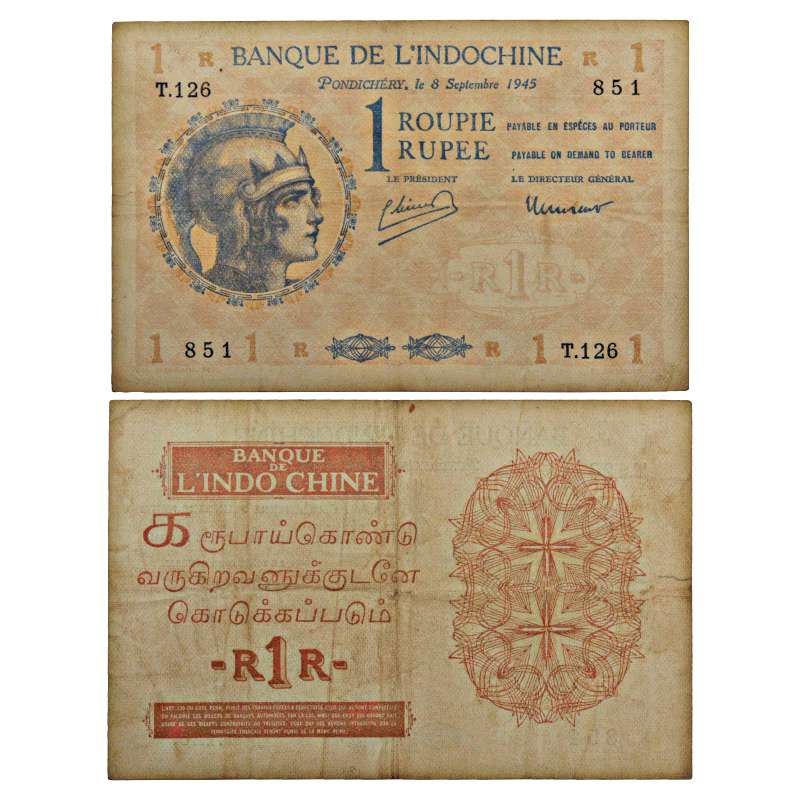 1 R BANQUE DE L'INDOCHINE R 1
T.126 PONDICHÉRY, le 8 Septembre 1945 851
1 ROUPIE PAYABLE EN ESPÈCES AU PORTEUR
RUPEE PAYABLE ON DEMAND TO BEARER
LE PRÉSIDENT LE DIRECTEUR GÉNÉRAL
-R1R-
1 851 1 R R 1 T.126 1
BANQUE
DE
L'INDO CHINE
க ரூபாய்கொண்டு
வருகிறவனுக்குடனே
கொடுக்கப்படும்
-R1R-